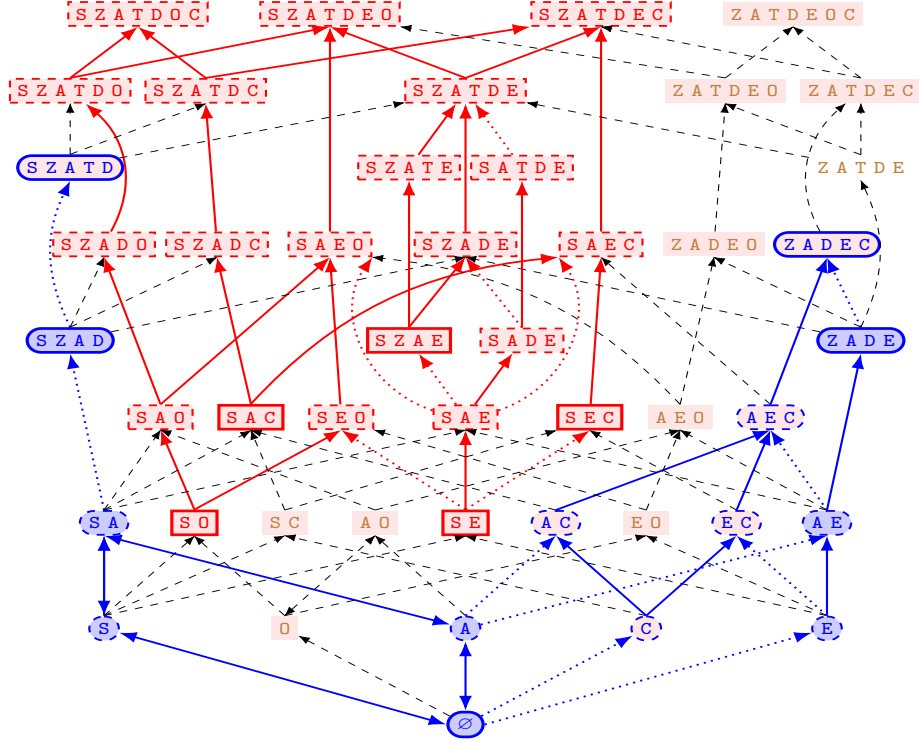 S Z A T D O C S Z A T D E O S Z A T D E C Z A T D E O C
S Z A T D O S Z A T D C S Z A T D E Z A T D E O Z A T D E C
S Z A T D S Z A T E S A T D E Z A T D E
S Z A D O S Z A D C S A E O S Z A D E S A E C Z A D E O Z A D E C
S Z A D S Z A E S A D E Z A D E
S A O S A C S E O S A E S E C A E O A E C
S A S O S C A O S E A C E O E C A E
S O A C E
∅